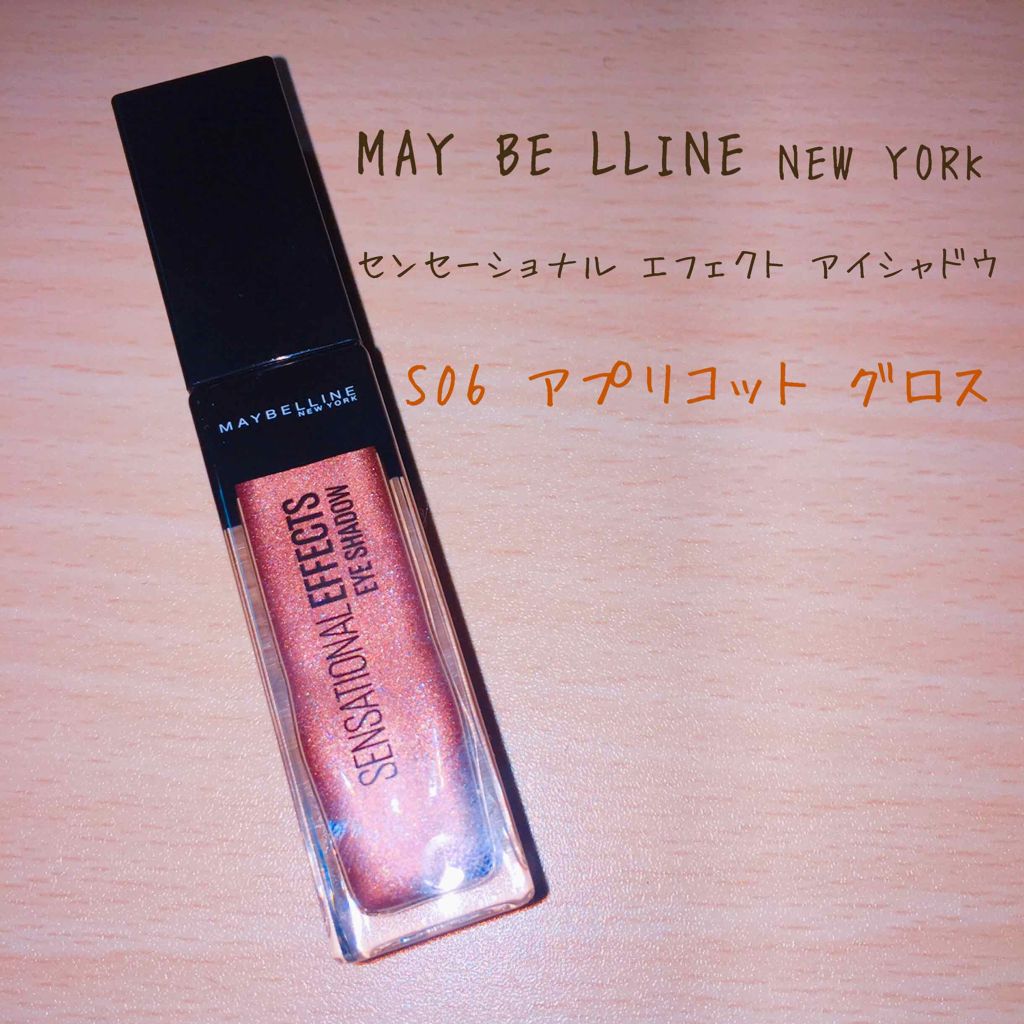 MAY BE LLINE NEW YORK
センセーショナル エフェクト アイシャドウ
S06 アプリコット グロス
MAYBELLINE
NEW YORK
SENSATIONAL EFFECTS
EYE SHADOW